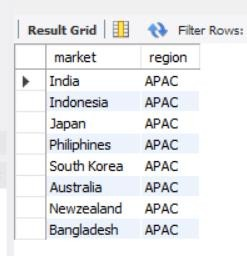 Result Grid Filter Rows:
market region
India APAC
Indonesia APAC
Japan APAC
Philiphines APAC
South Korea APAC
Australia APAC
Newzealand APAC
Bangladesh APAC